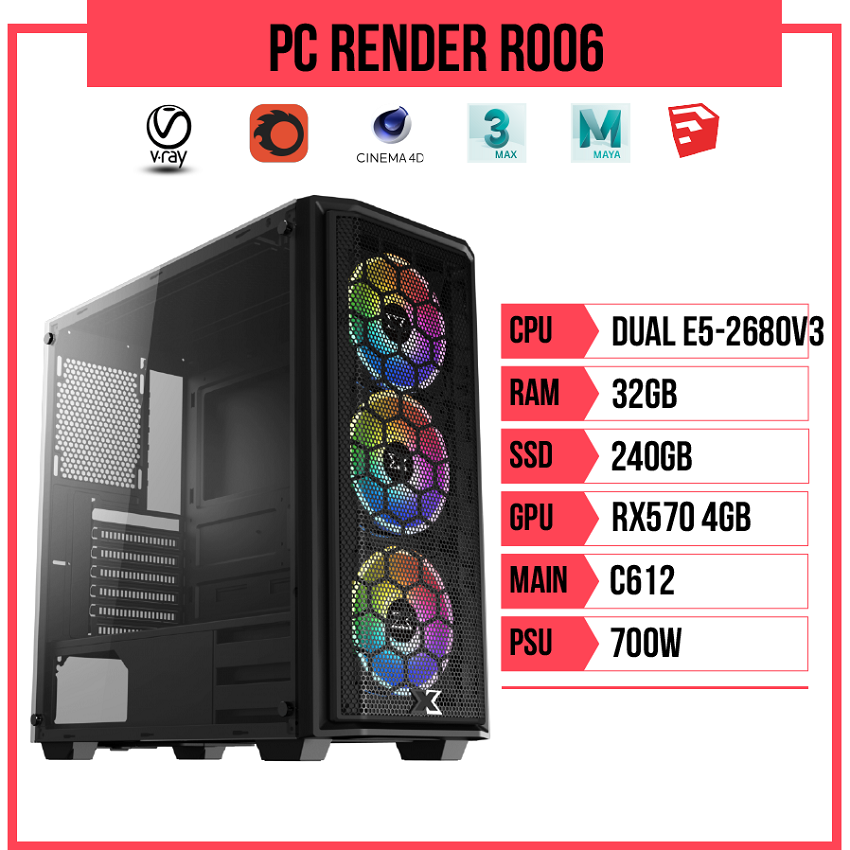 PC RENDER R006
v·ray
CINEMA 4D
3
MAX
M
MAYA
CPU DUAL E5-2680V3
RAM 32GB
SSD 240GB
GPU RX570 4GB
MAIN C612
PSU 700W